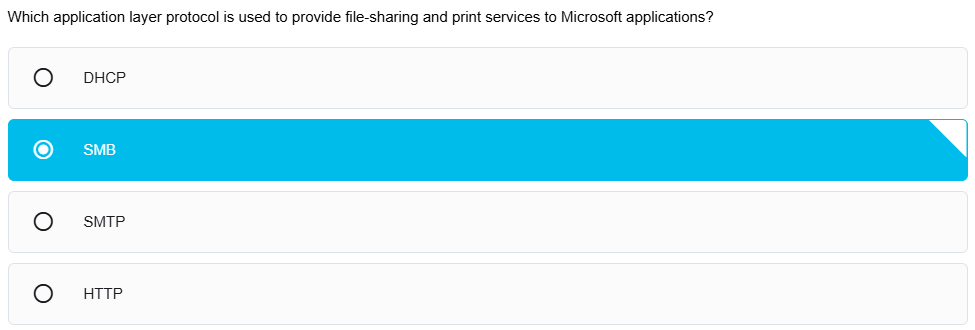 Which application layer protocol is used to provide file-sharing and print services to Microsoft applications?
DHCP
SMB
SMTP
HTTP